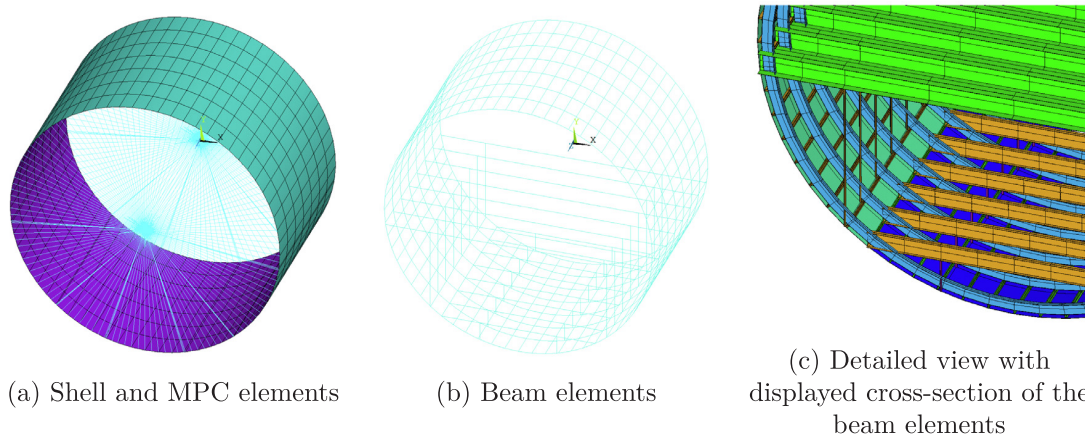 Y
X
Y
X
(a) Shell and MPC elements
(b) Beam elements
(c) Detailed view with
displayed cross-section of the
beam elements